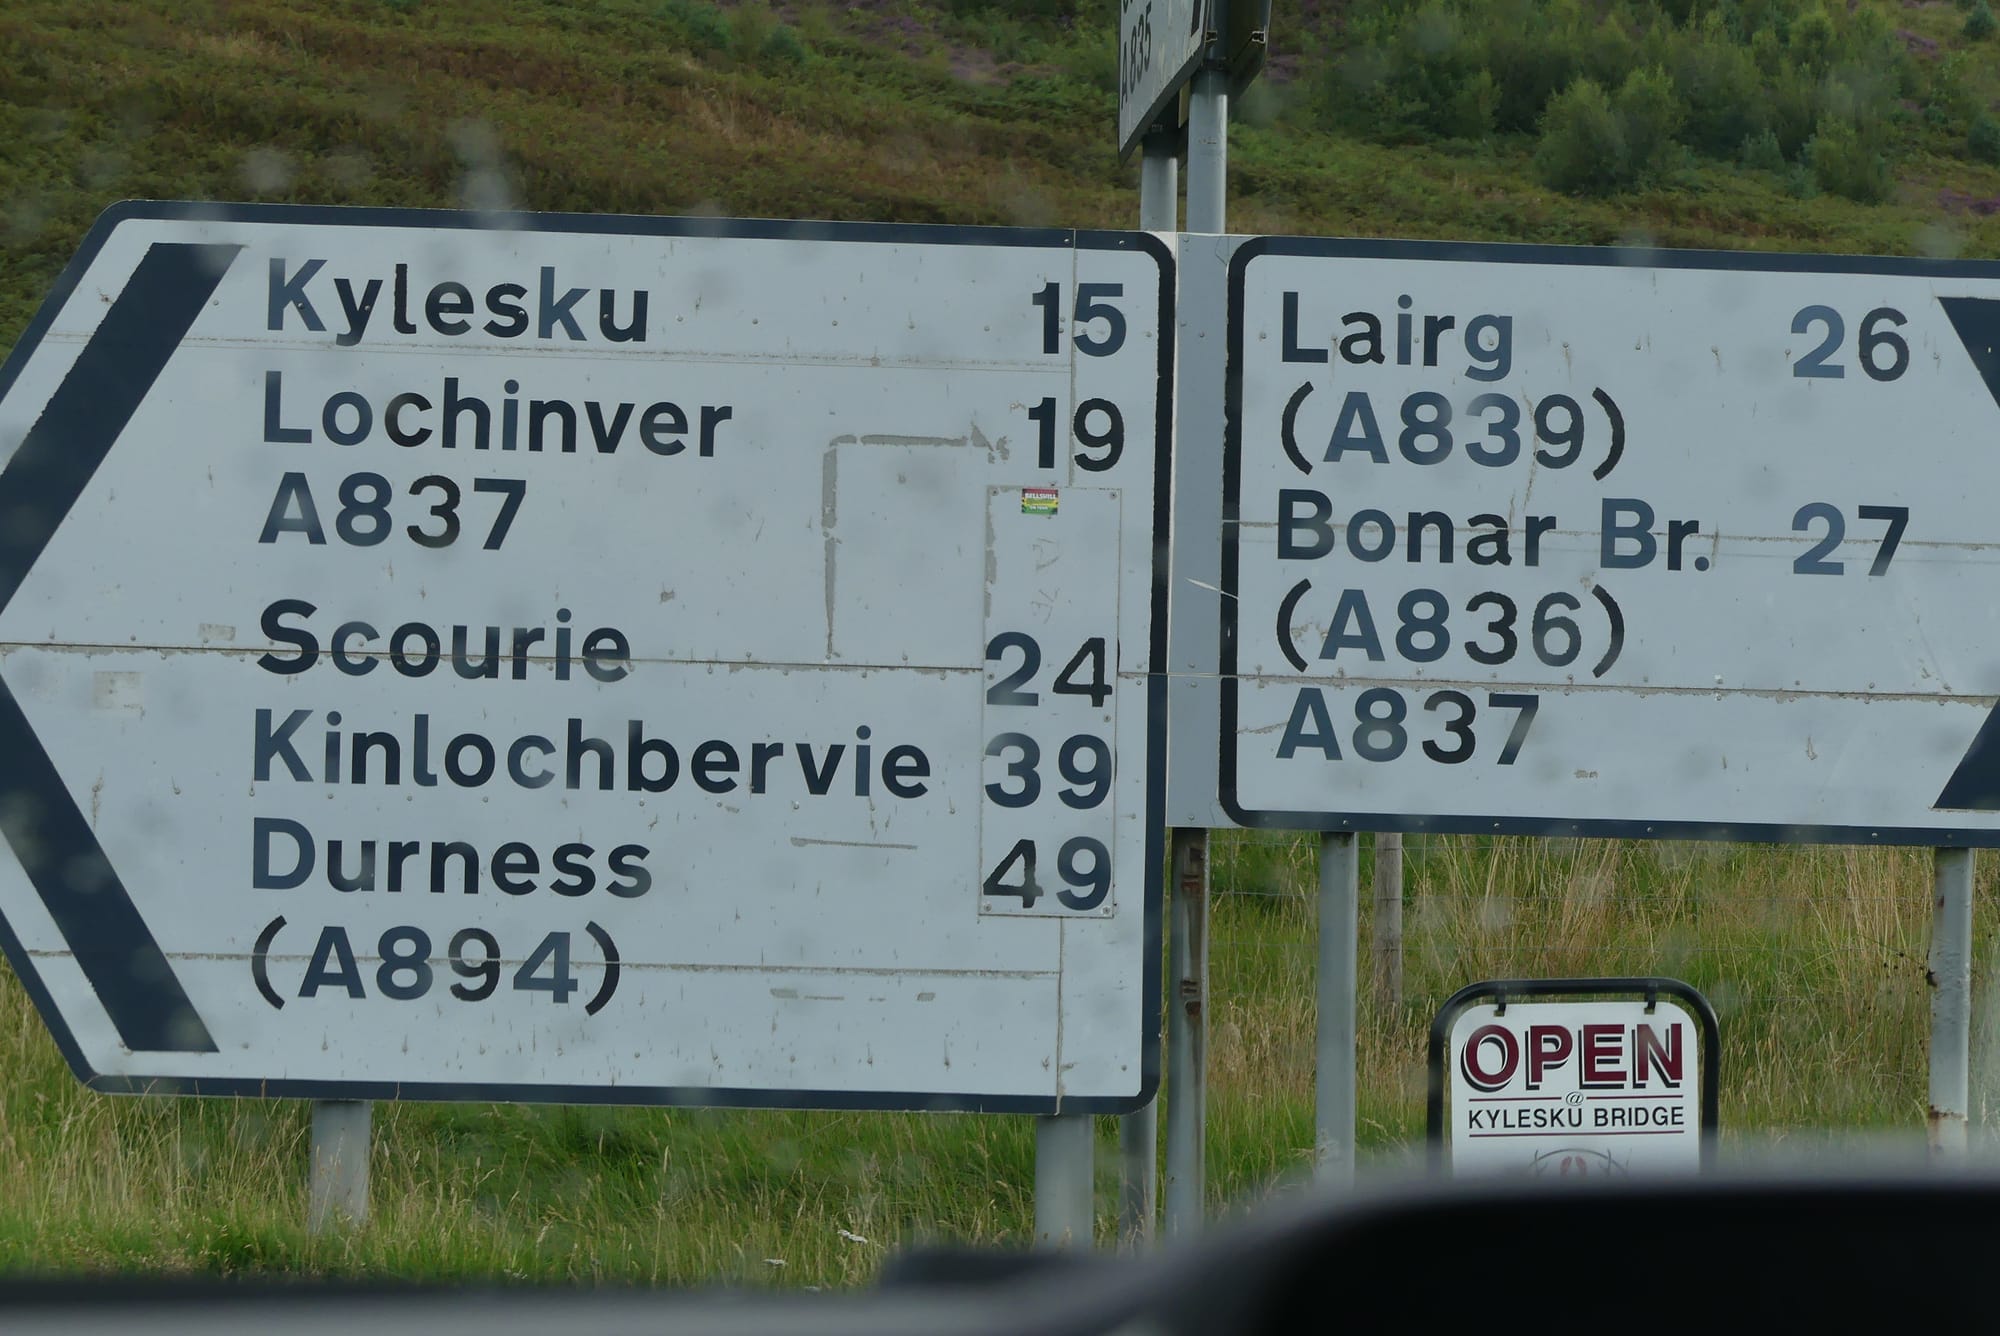 A835
Kylesku 15
Lochinver 19
A837
Scourie 24
Kinlochbervie 39
Durness 49
(A894)
Lairg 26
(A839)
Bonar Br. 27
(A836)
A837
OPEN
@
KYLESKU BRIDGE